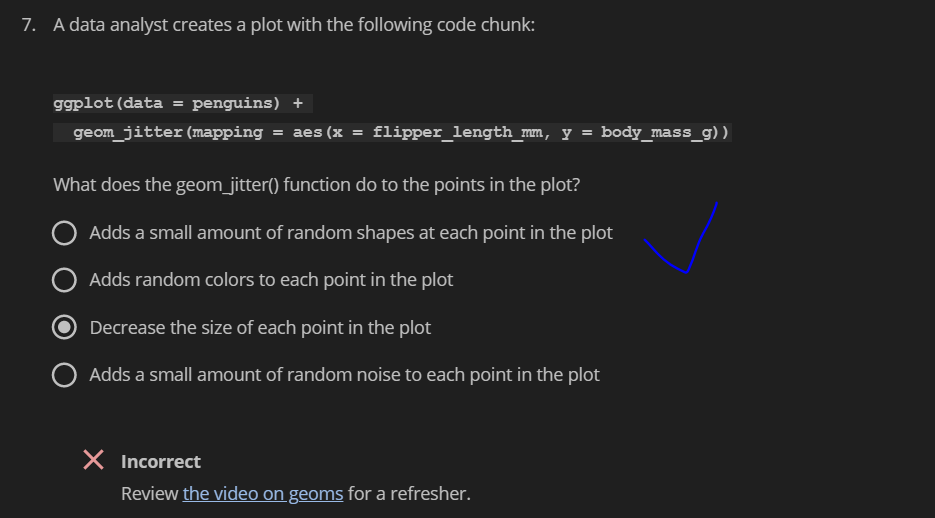 7. A data analyst creates a plot with the following code chunk:
ggplot(data = penguins) +
geom_jitter(mapping = aes(x = flipper_length_mm, y = body_mass_g))
What does the geom_jitter() function do to the points in the plot?
Adds a small amount of random shapes at each point in the plot
Adds random colors to each point in the plot
Decrease the size of each point in the plot
Adds a small amount of random noise to each point in the plot
Incorrect
Review the video on geoms for a refresher.